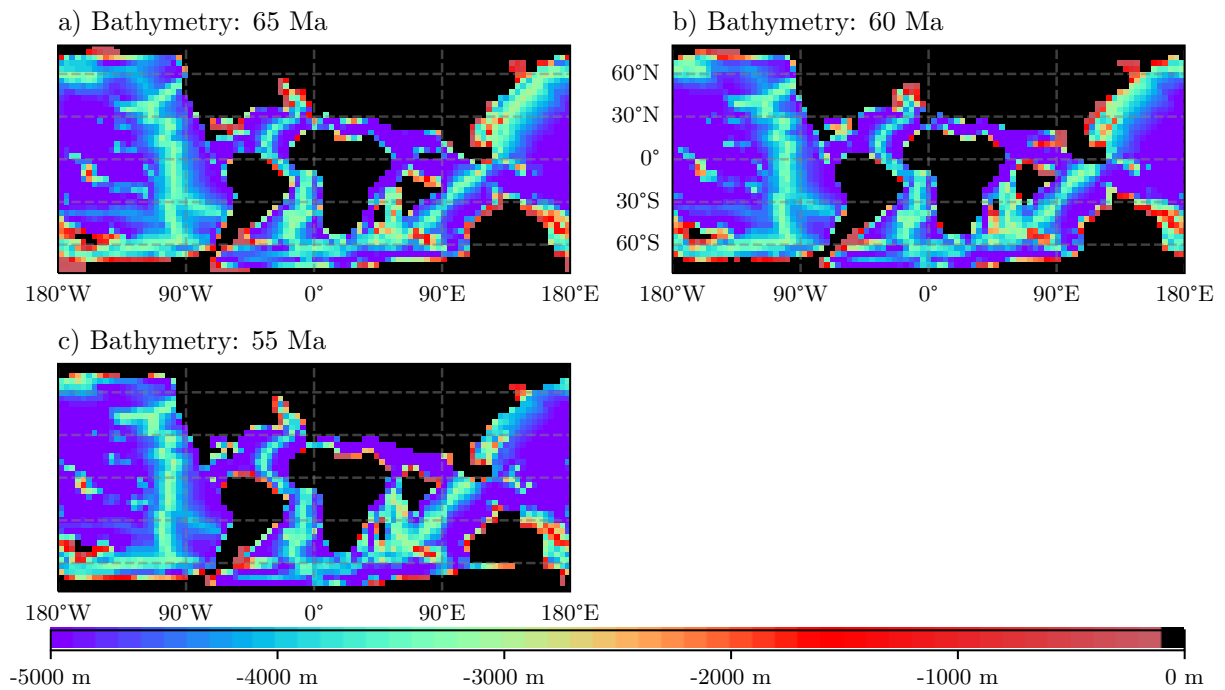 a) Bathymetry: 65 Ma
b) Bathymetry: 60 Ma
60°N
30°N
0°
30°S
60°S
180°W 90°W 0° 90°E 180°E
180°W 90°W 0° 90°E 180°E
c) Bathymetry: 55 Ma
180°W 90°W 0° 90°E 180°E
-5000 m -4000 m -3000 m -2000 m -1000 m 0 m